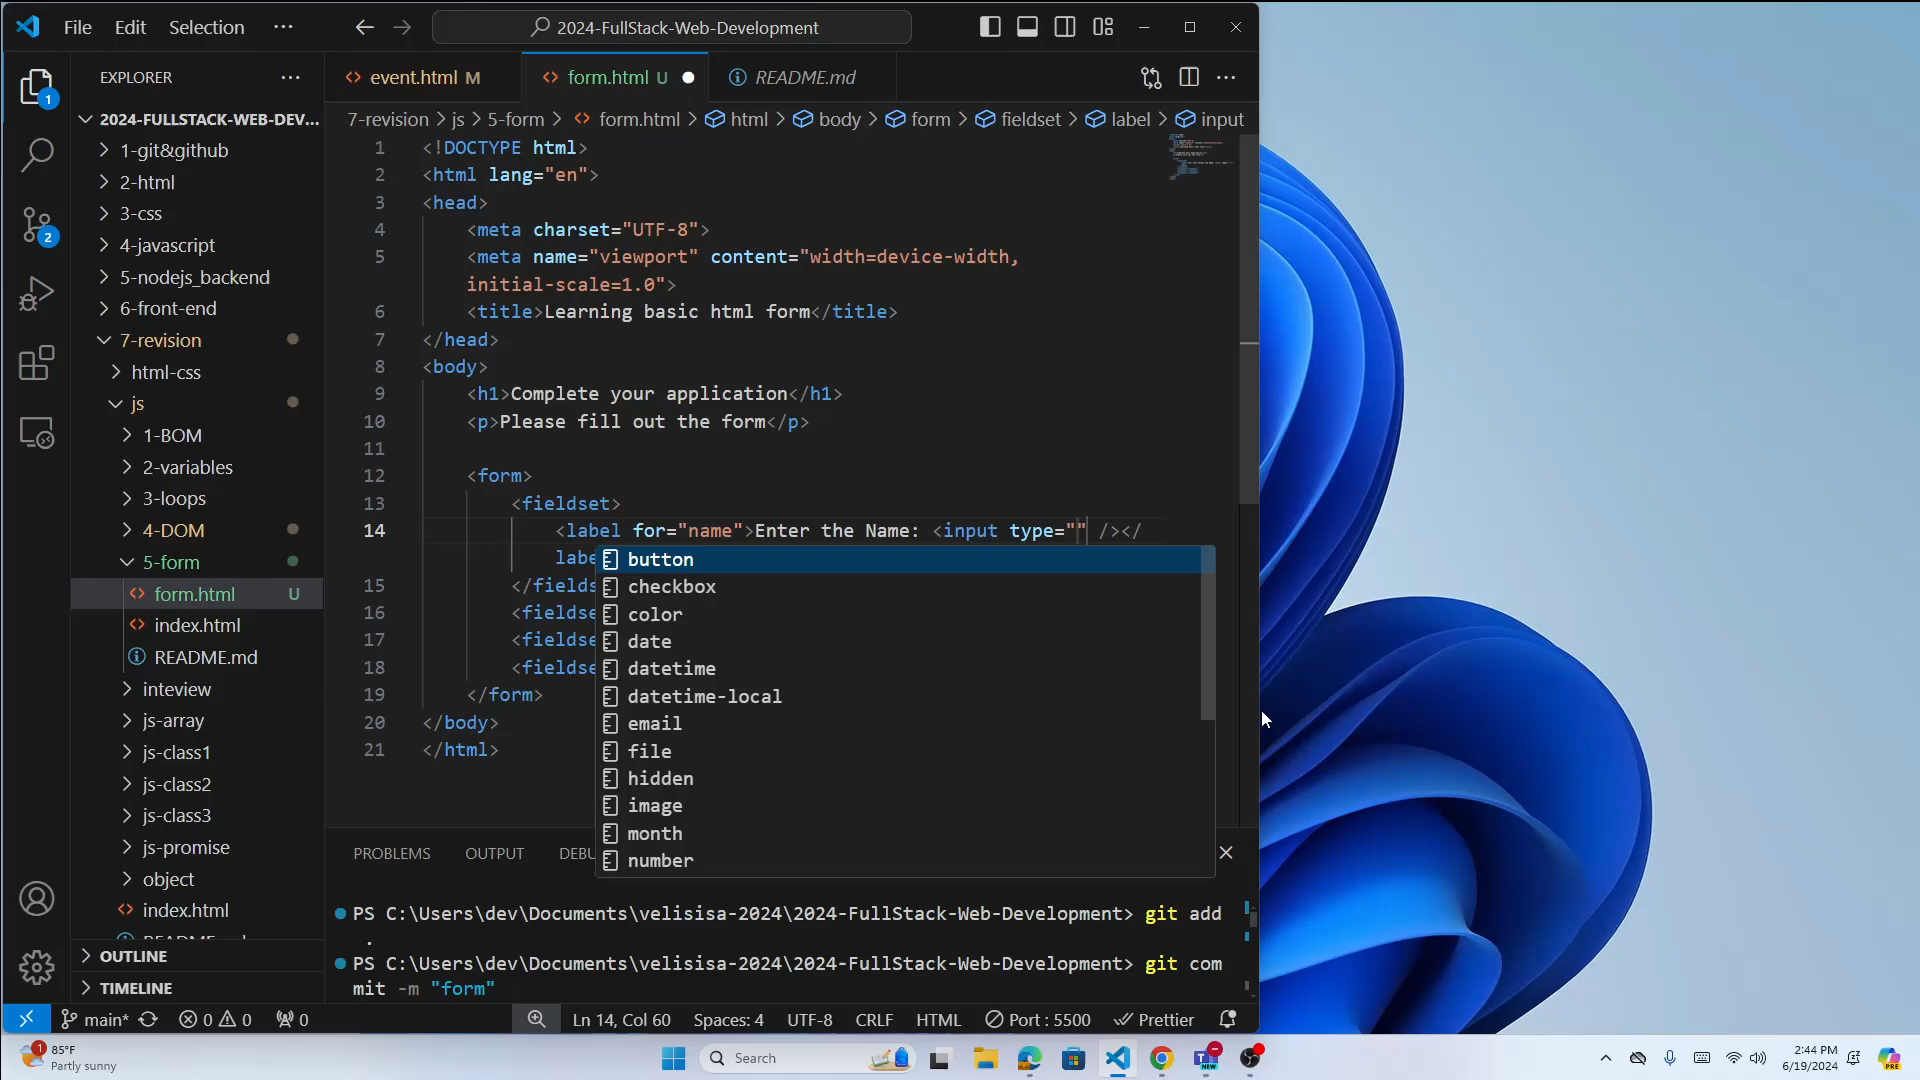 File Edit Selection ··· 2024-FullStack-Web-Development
EXPLORER ···
1
2024-FULLSTACK-WEB-DEV...
1-git&github
2-html
3-css
2
4-javascript
5-nodejs_backend
6-front-end
7-revision
html-css
js
1-BOM
2-variables
3-loops
4-DOM
5-form
form.html U
index.html
README.md
inteview
js-array
js-class1
js-class2
js-class3
js-promise
object
index.html
OUTLINE
TIMELINE
event.html M form.html U README.md
7-revision > js > 5-form > form.html > html > body > form > fieldset > label > input
1 <!DOCTYPE html>
2 <html lang="en">
3 <head>
4 <meta charset="UTF-8">
5 <meta name="viewport" content="width=device-width,
initial-scale=1.0">
6 <title>Learning basic html form</title>
7 </head>
8 <body>
9 <h1>Complete your application</h1>
10 <p>Please fill out the form</p>
11
12 <form>
13 <fieldset>
14 <label for="name">Enter the Name: <input type="" /></
labe
15 </fields
16 <fieldse
17 <fieldse
18 <fieldse
19 </form>
20 </body>
21 </html>
button
checkbox
color
date
datetime
datetime-local
email
file
hidden
image
month
number
PROBLEMS OUTPUT DEBU
PS C:\Users\dev\Documents\velisisa-2024\2024-FullStack-Web-Development> git add
.
PS C:\Users\dev\Documents\velisisa-2024\2024-FullStack-Web-Development> git com
mit -m "form"
main* 0 0 0 Ln 14, Col 60 Spaces: 4 UTF-8 CRLF HTML Port : 5500 Prettier
1 85°F
Partly sunny
Search
NEW
2:44 PM
6/19/2024
PRE